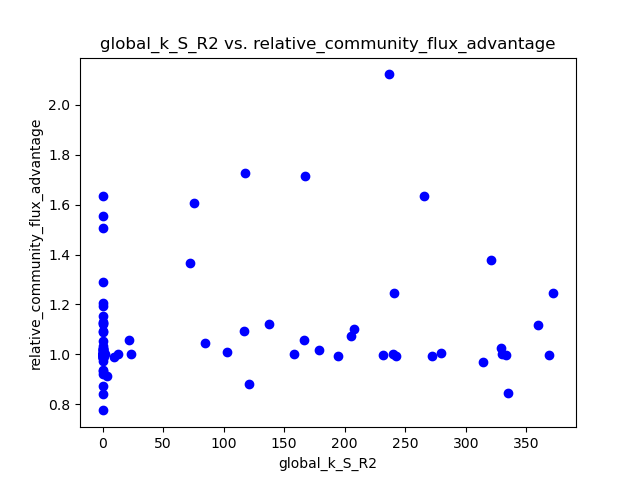 global_k_S_R2 vs. relative_community_flux_advantage
relative_community_flux_advantage
2.0
1.8
1.6
1.4
1.2
1.0
0.8
0 50 100 150 200 250 300 350
global_k_S_R2